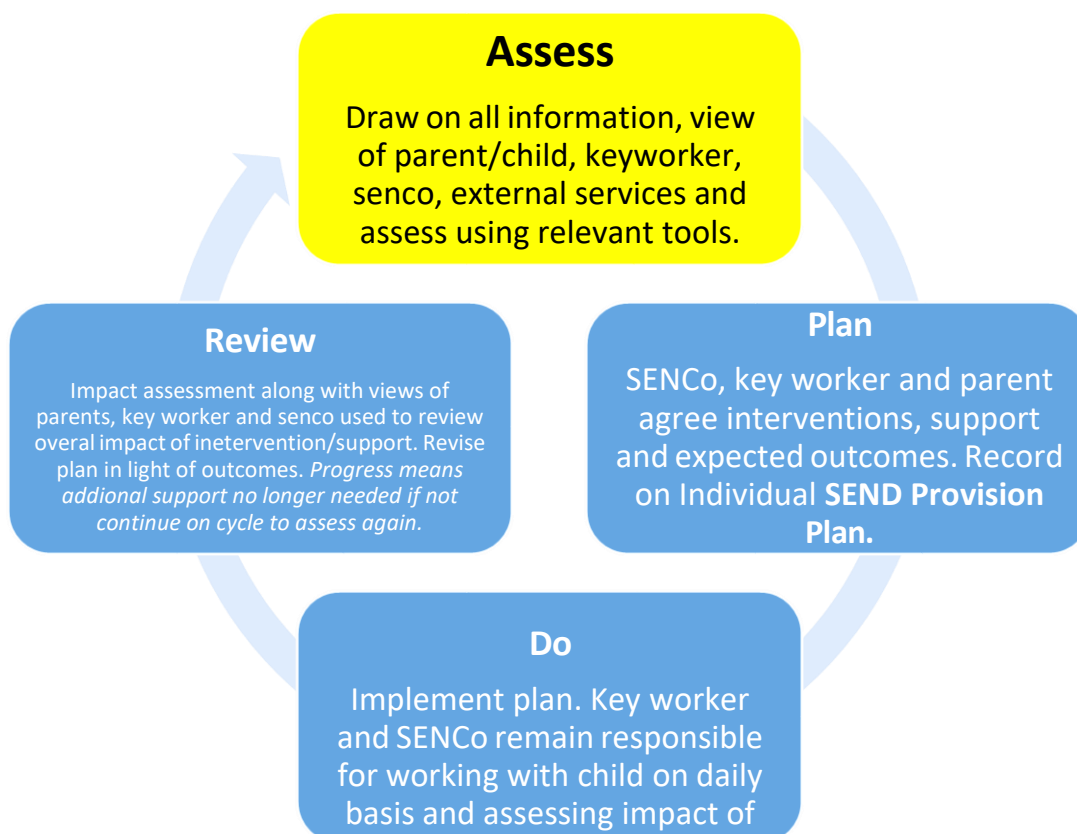 Assess
Draw on all information, view
of parent/child, keyworker,
senco, external services and
assess using relevant tools.
Plan
SENCo, key worker and parent
agree interventions, support
and expected outcomes. Record
on Individual SEND Provision
Plan.
Do
Implement plan. Key worker
and SENCo remain responsible
for working with child on daily
basis and assessing impact of
Review
Impact assessment along with views of
parents, key worker and senco used to review
overal impact of inetervention/support. Revise
plan in light of outcomes. Progress means
addional support no longer needed if not
continue on cycle to assess again.